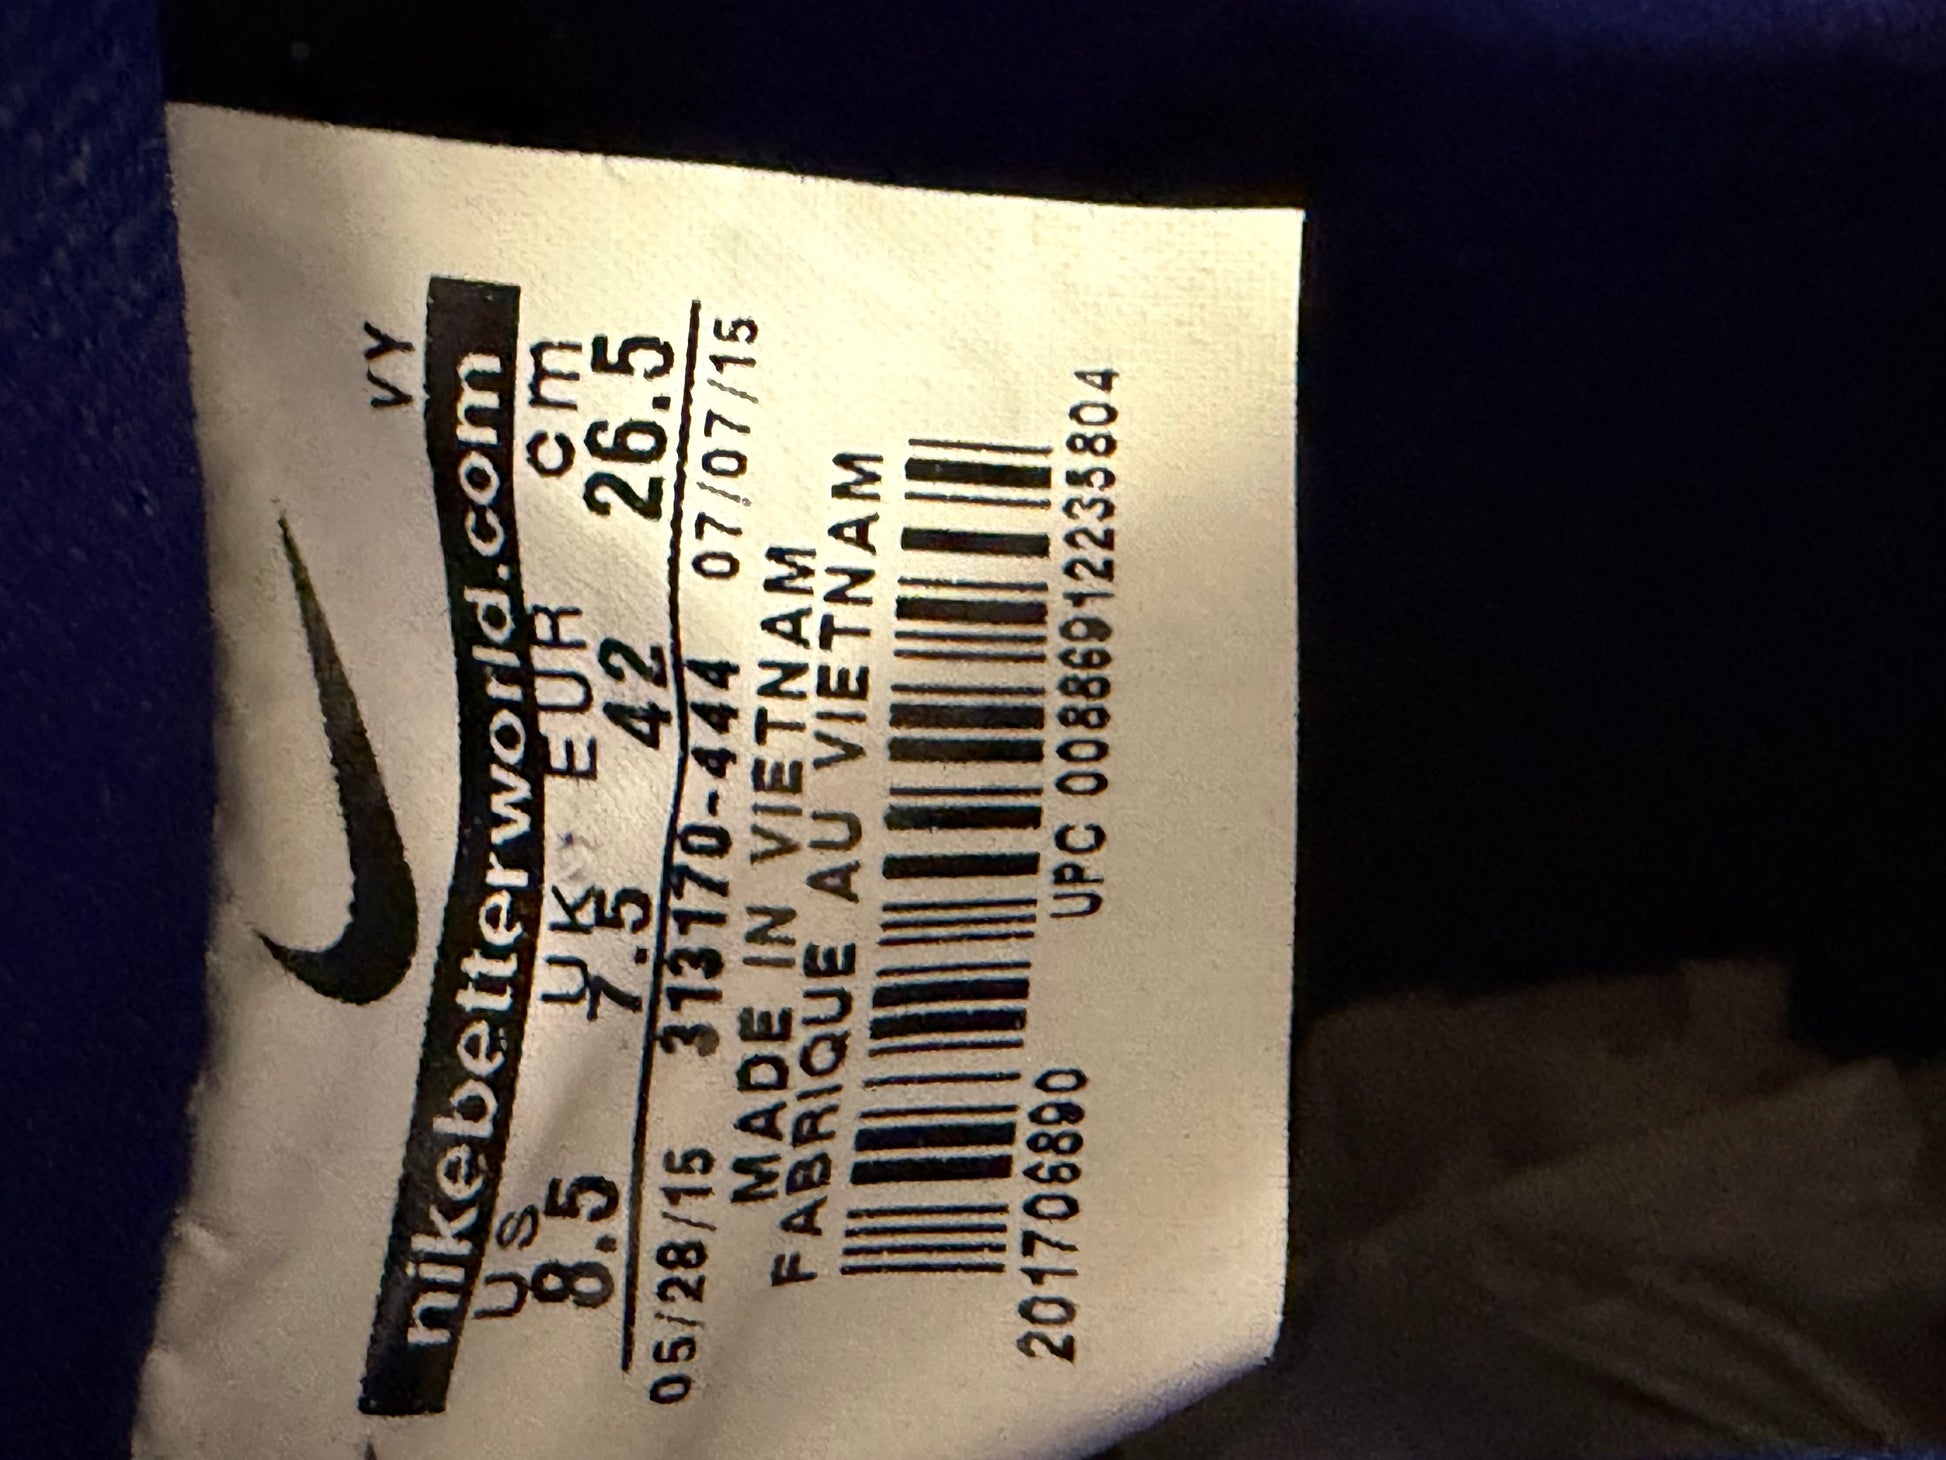 VY
nikebetterworld.com
US UK EUR cm
8.5 7.5 42 26.5
05/28/15 313170-444 07/07/15
MADE IN VIETNAM
FABRIQUE AU VIETNAM
201706890 UPC 00886912235804